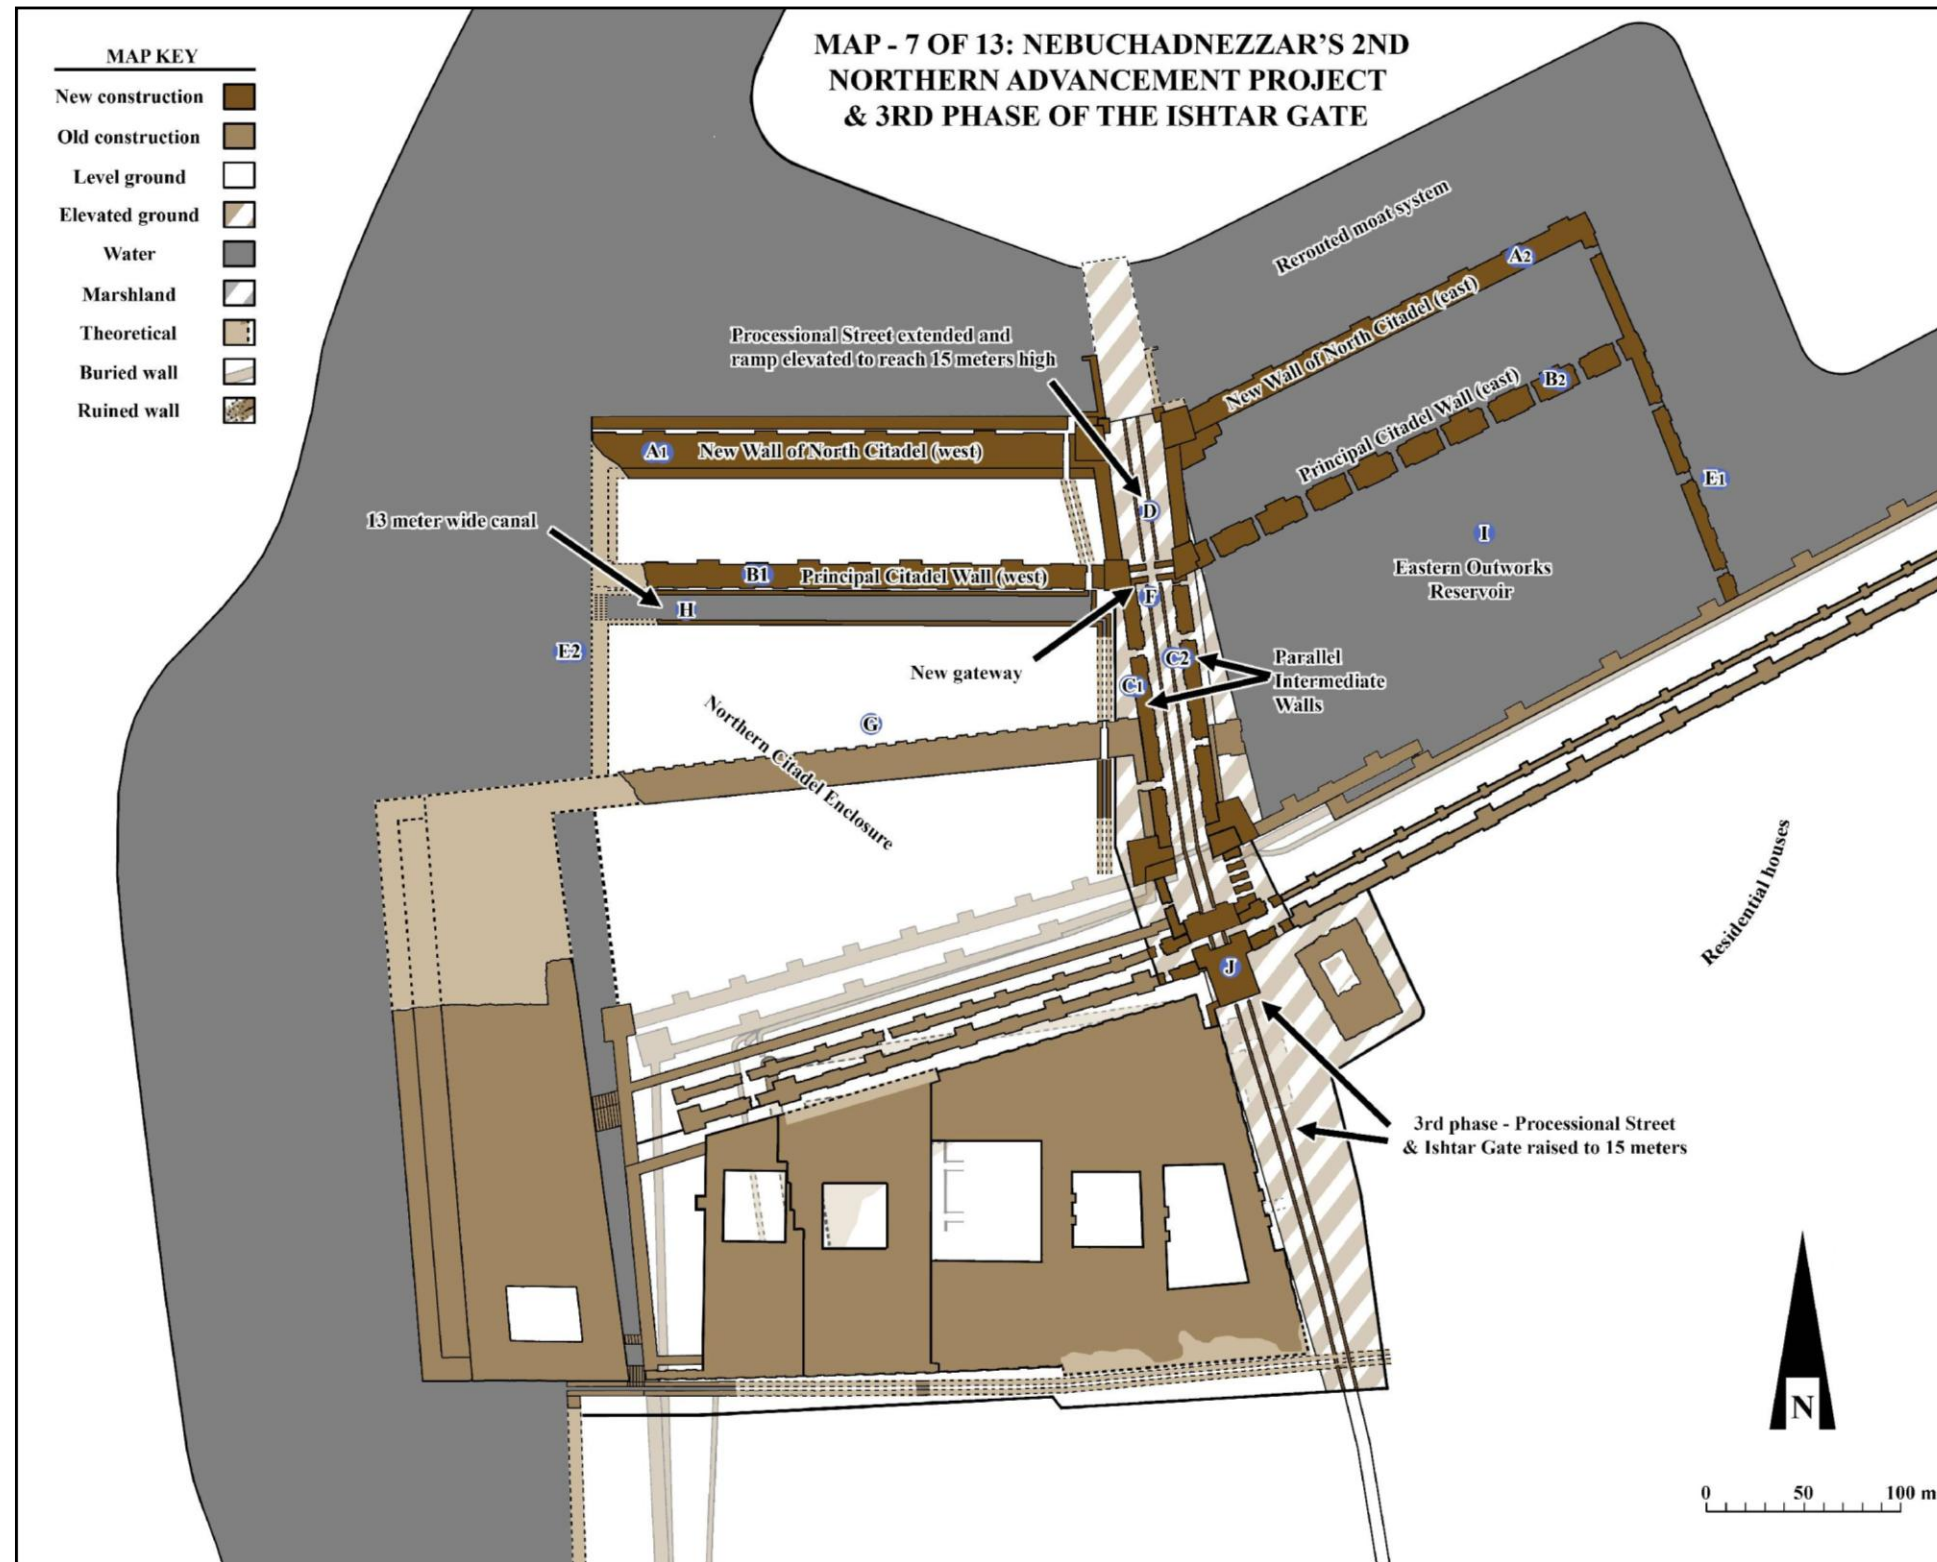 MAP - 7 OF 13: NEBUCHADNEZZAR'S 2ND
NORTHERN ADVANCEMENT PROJECT
& 3RD PHASE OF THE ISHTAR GATE
MAP KEY
New construction
Old construction
Level ground
Elevated ground
Water
Marshland
Theoretical
Buried wall
Ruined wall
Rerouted moat system
A2
New Wall of North Citadel (east)
Processional Street extended and
ramp elevated to reach 15 meters high
B2
Principal Citadel Wall (east)
A1 New Wall of North Citadel (west)
E1
D
13 meter wide canal
I
Eastern Outworks
Reservoir
B1 Principal Citadel Wall (west)
F
H
E2
New gateway
C2
C1
Parallel
Intermediate
Walls
G
Northern Citadel Enclosure
Residential houses
J
3rd phase - Processional Street
& Ishtar Gate raised to 15 meters
N
0 50 100 m